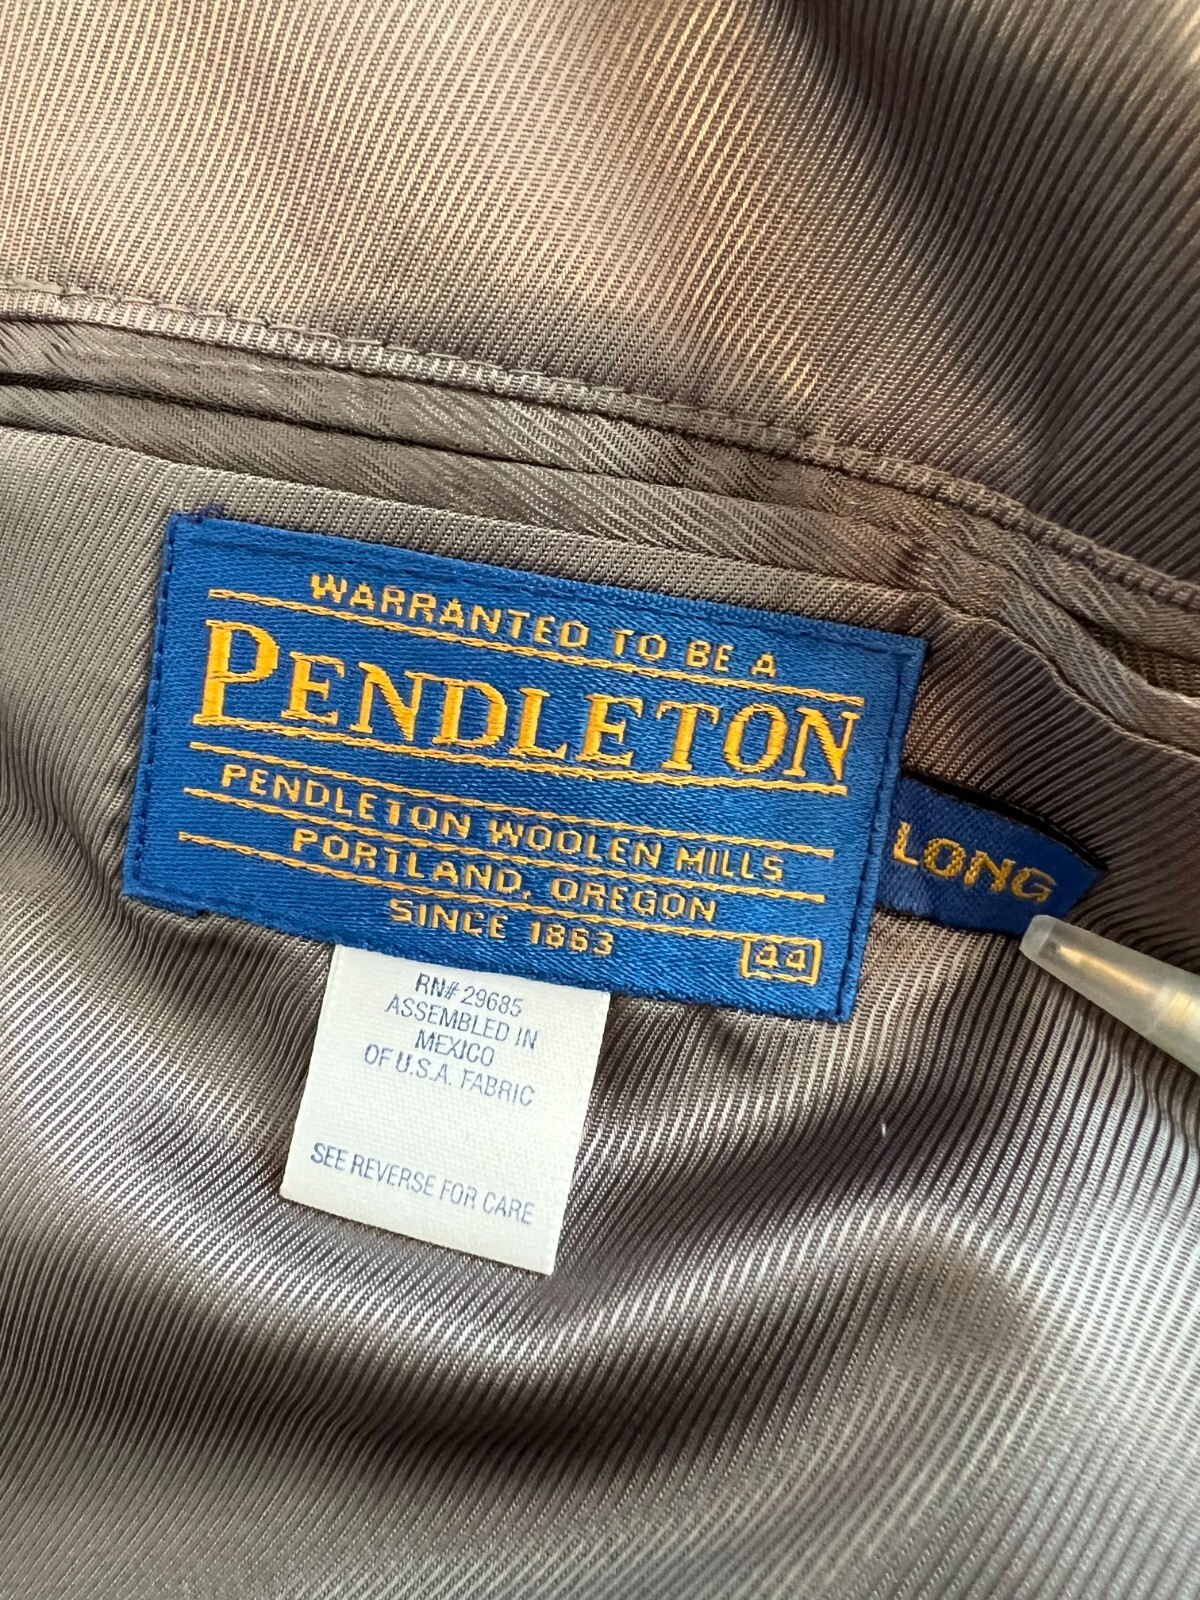 WARRANTED TO BE A
PENDLETON
PENDLETON WOOLEN MILLS
PORTLAND, OREGON
SINCE 1863
44
LONG
RN# 29685
ASSEMBLED IN
MEXICO
OF U.S.A. FABRIC
SEE REVERSE FOR CARE